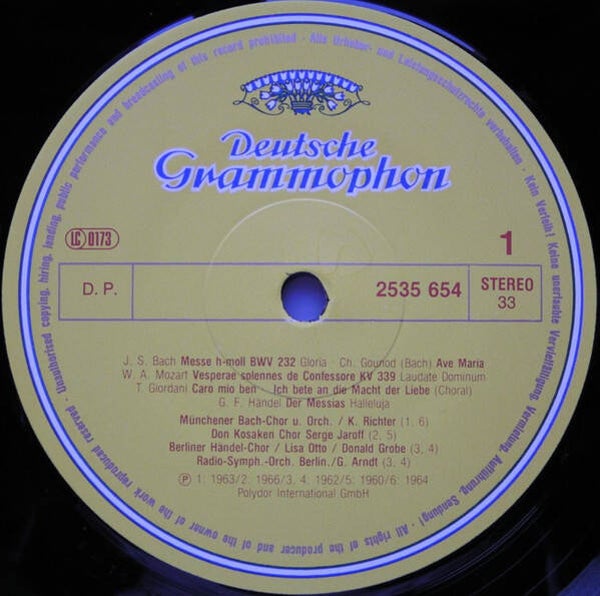 Deutsche
Grammophon
LC 0173
1
D. P.
2535 654
STEREO
33
J. S. Bach Messe h-moll BWV 232 Gloria · Ch. Gounod (Bach) Ave Maria
W. A. Mozart Vesperae solennes de Confessore KV 339 Laudate Dominum
T. Giordani Caro mio ben · Ich bete an die Macht der Liebe (Choral)
G. F. Händel Der Messias Halleluja
Münchener Bach-Chor u. Orch. / K. Richter (1, 6)
Don Kosaken Chor Serge Jaroff (2, 5)
Berliner Händel-Chor / Lisa Otto / Donald Grobe (3, 4)
Radio-Symph.-Orch. Berlin./G. Arndt (3, 4)
Ⓟ 1: 1963/2: 1966/3, 4: 1962/5: 1960/6: 1964
Polydor International GmbH
Alle Urheber- und Leistungsschutzrechte vorbehalten · Kein Verleih! Keine unerlaubte Vervielfältigung, Vermietung, Aufführung, Sendung! · All rights of the producer and of the owner of the work reproduced reserved · Unauthorised copying, hiring, lending, public performance and broadcasting of this record prohibited ·